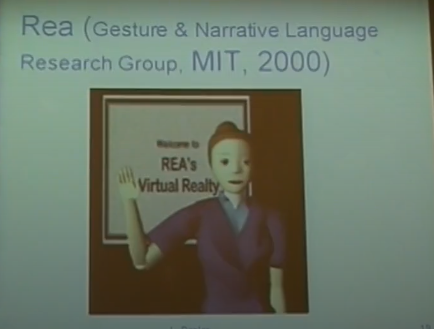 Rea (Gesture & Narrative Language
Research Group, MIT, 2000)
Welcome to
REA's
Virtual Realty